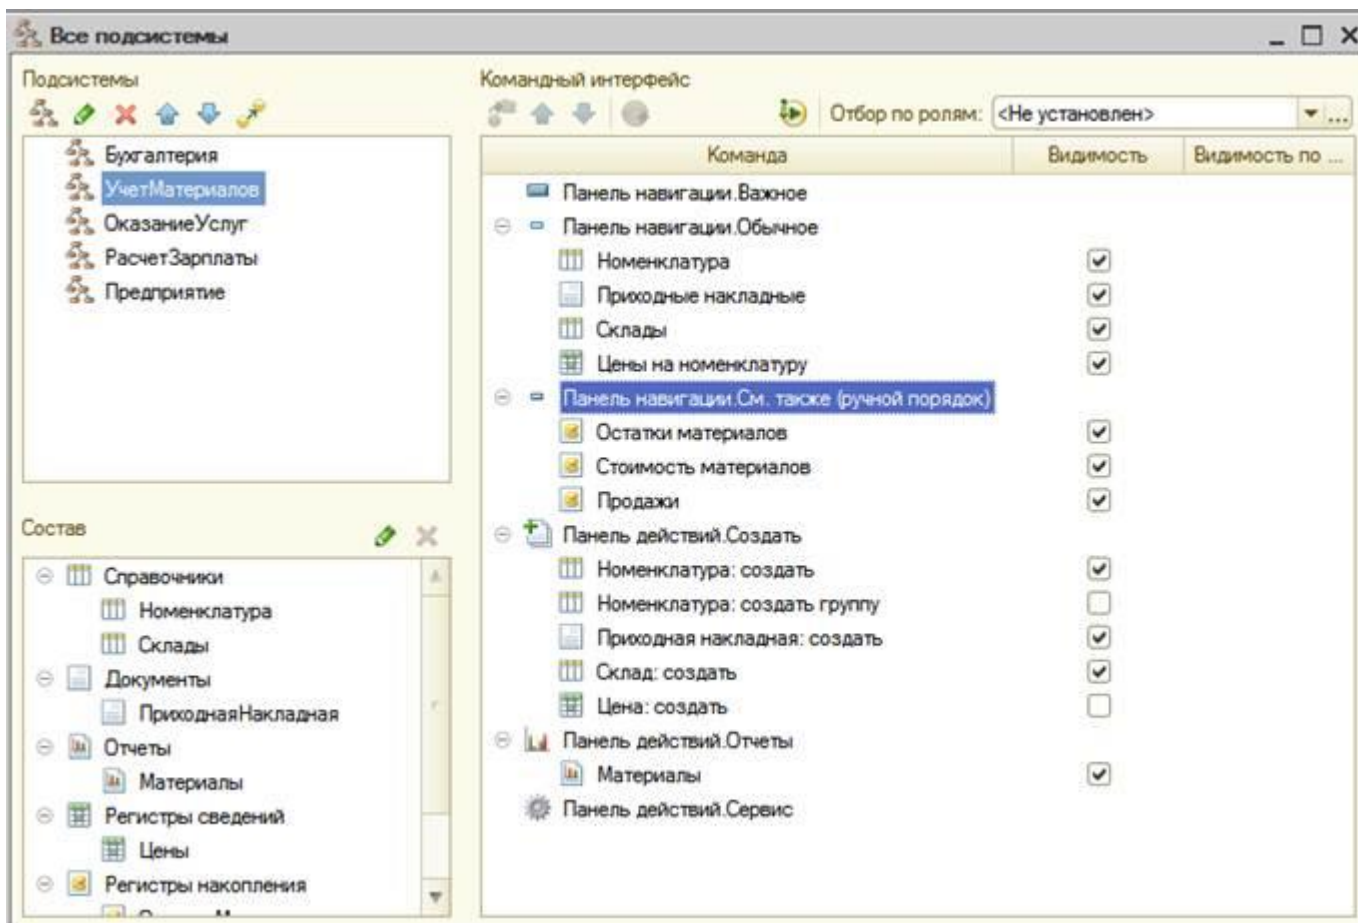 Все подсистемы
Подсистемы
Бухгалтерия
УчетМатериалов
ОказаниеУслуг
РасчетЗарплаты
Предприятие
Состав
Справочники
Номенклатура
Склады
Документы
ПриходнаяНакладная
Отчеты
Материалы
Регистры сведений
Цены
Регистры накопления
Командный интерфейс
Отбор по ролям: <Не установлен> ...
Команда Видимость Видимость по ...
Панель навигации.Важное
Панель навигации.Обычное
Номенклатура
Приходные накладные
Склады
Цены на номенклатуру
Панель навигации.См. также (ручной порядок)
Остатки материалов
Стоимость материалов
Продажи
Панель действий.Создать
Номенклатура: создать
Номенклатура: создать группу
Приходная накладная: создать
Склад: создать
Цена: создать
Панель действий.Отчеты
Материалы
Панель действий.Сервис